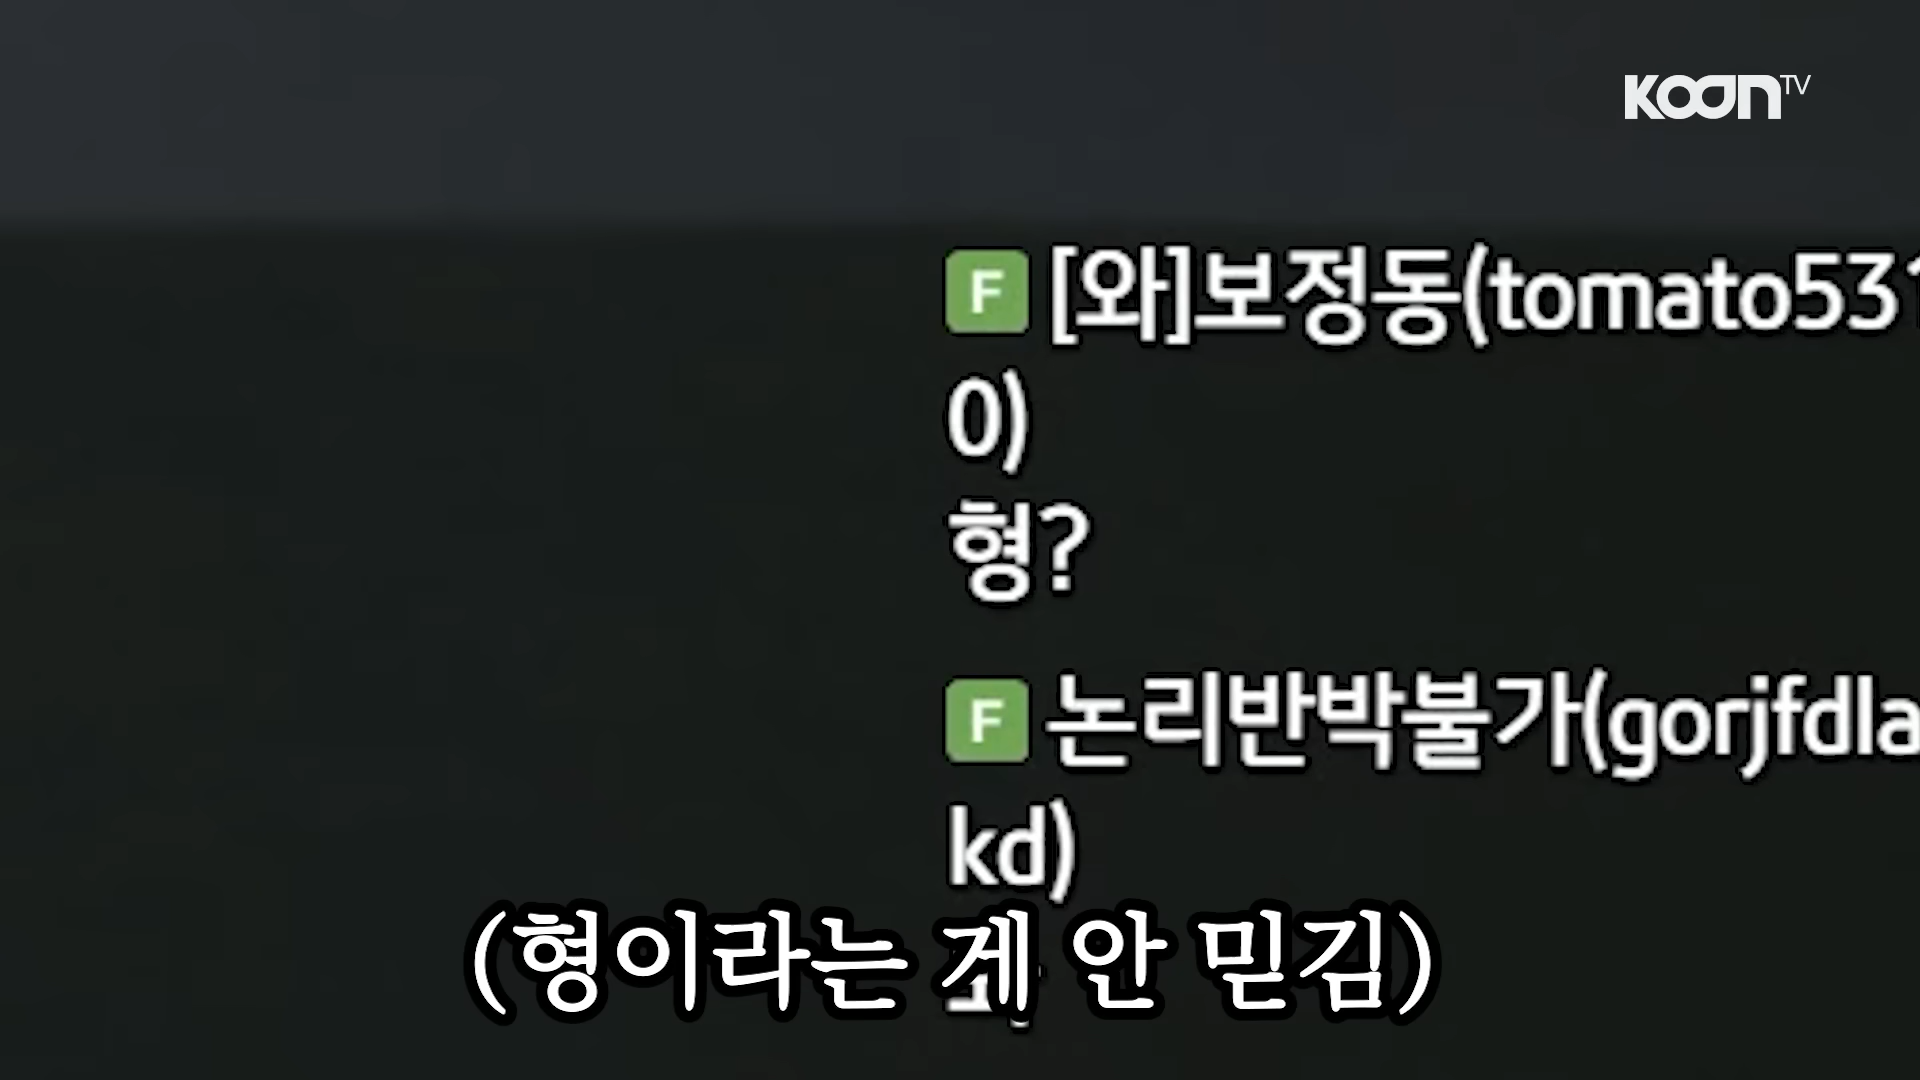 KOON TV
F [와]보정동(tomato531
0)
형?
F 논리반박불가(gorjfdla
kd)
(형이라는 게 안 믿김)